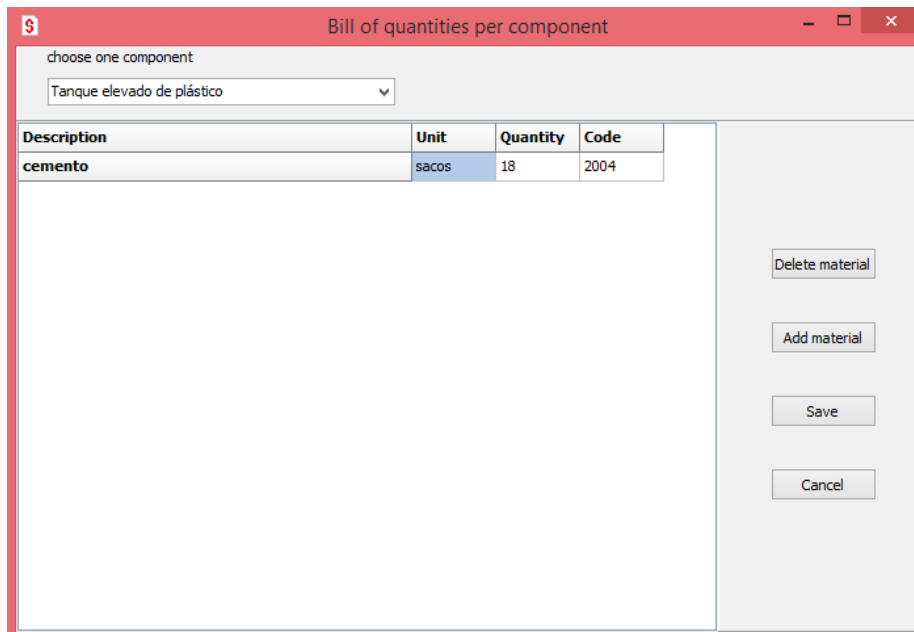 Bill of quantities per component
choose one component
Tanque elevado de plástico
Description Unit Quantity Code
cemento sacos 18 2004
Delete material
Add material
Save
Cancel